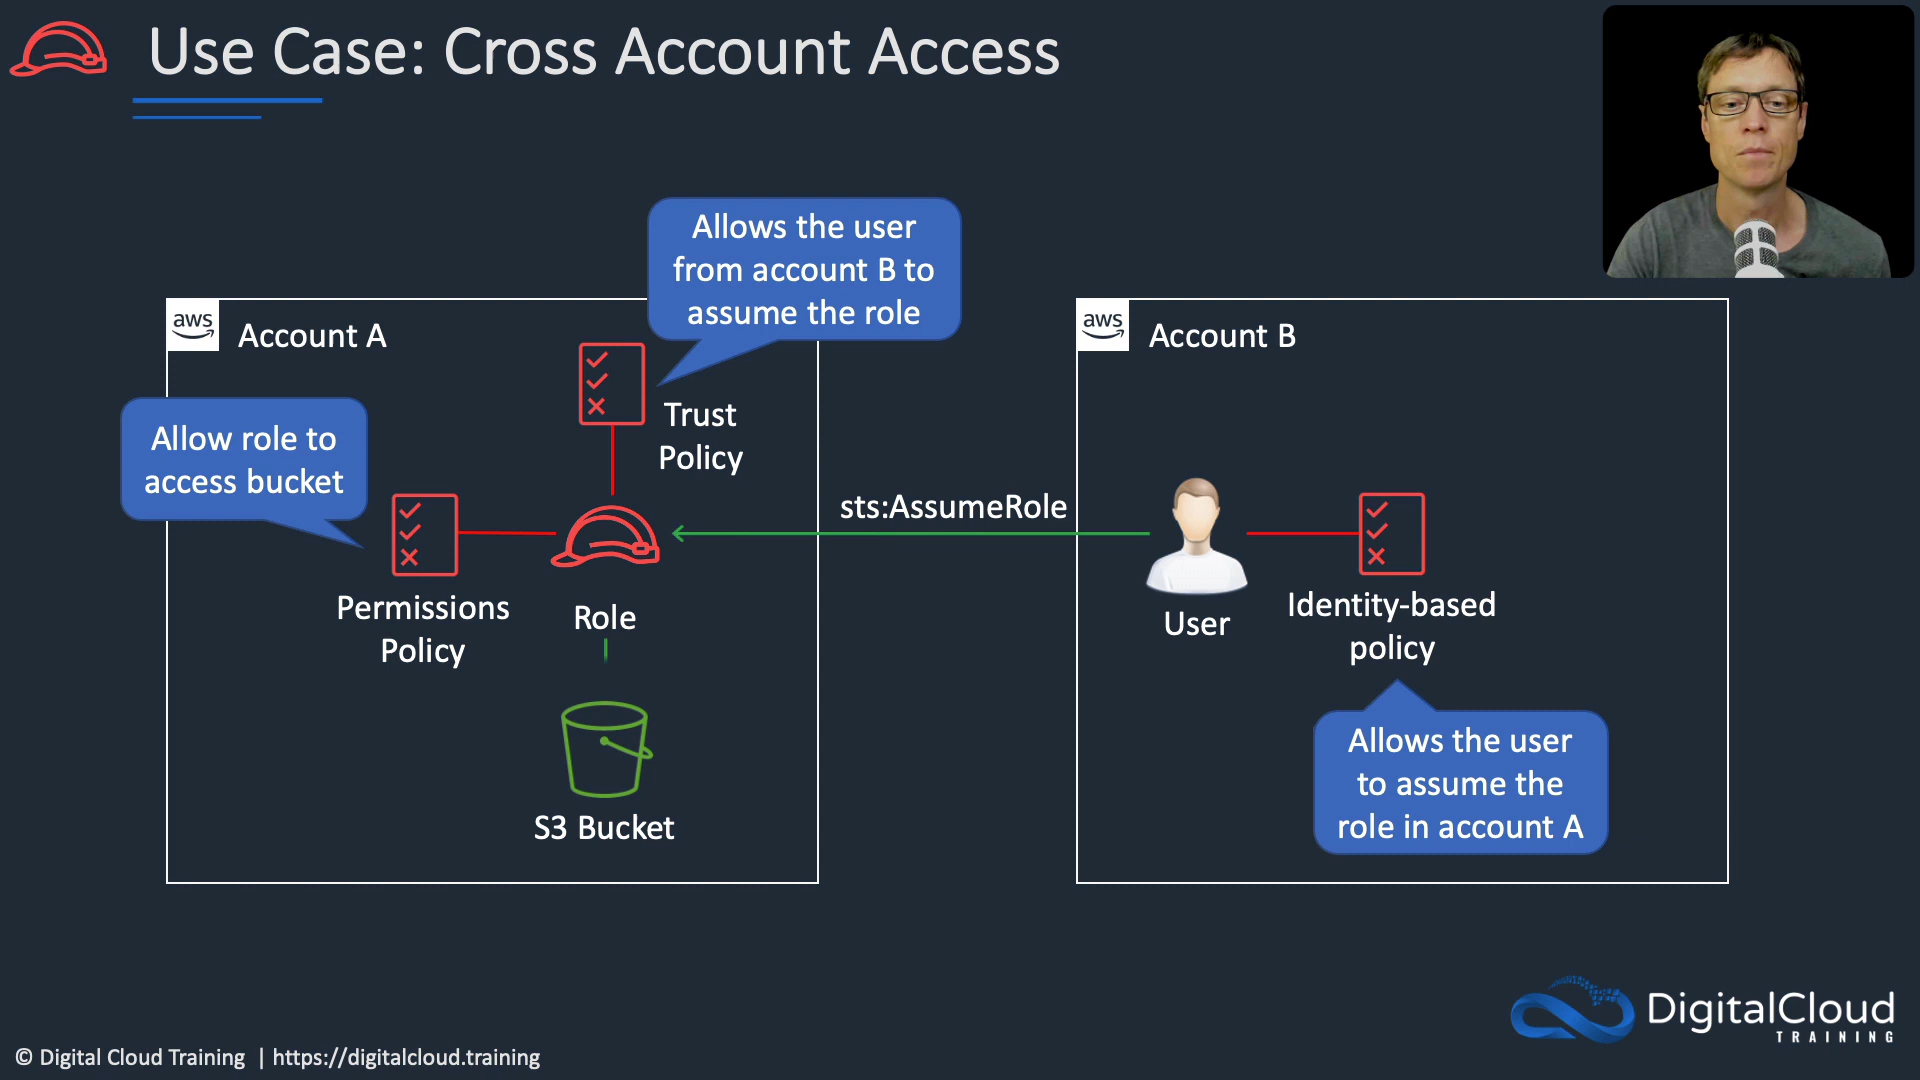 Use Case: Cross Account Access
Allows the user
from account B to
assume the role
aws
Account A
aws
Account B
Trust
Policy
Allow role to
access bucket
sts:AssumeRole
Permissions
Policy
Role
User
Identity-based
policy
S3 Bucket
Allows the user
to assume the
role in account A
DigitalCloud
TRAINING
© Digital Cloud Training | https://digitalcloud.training